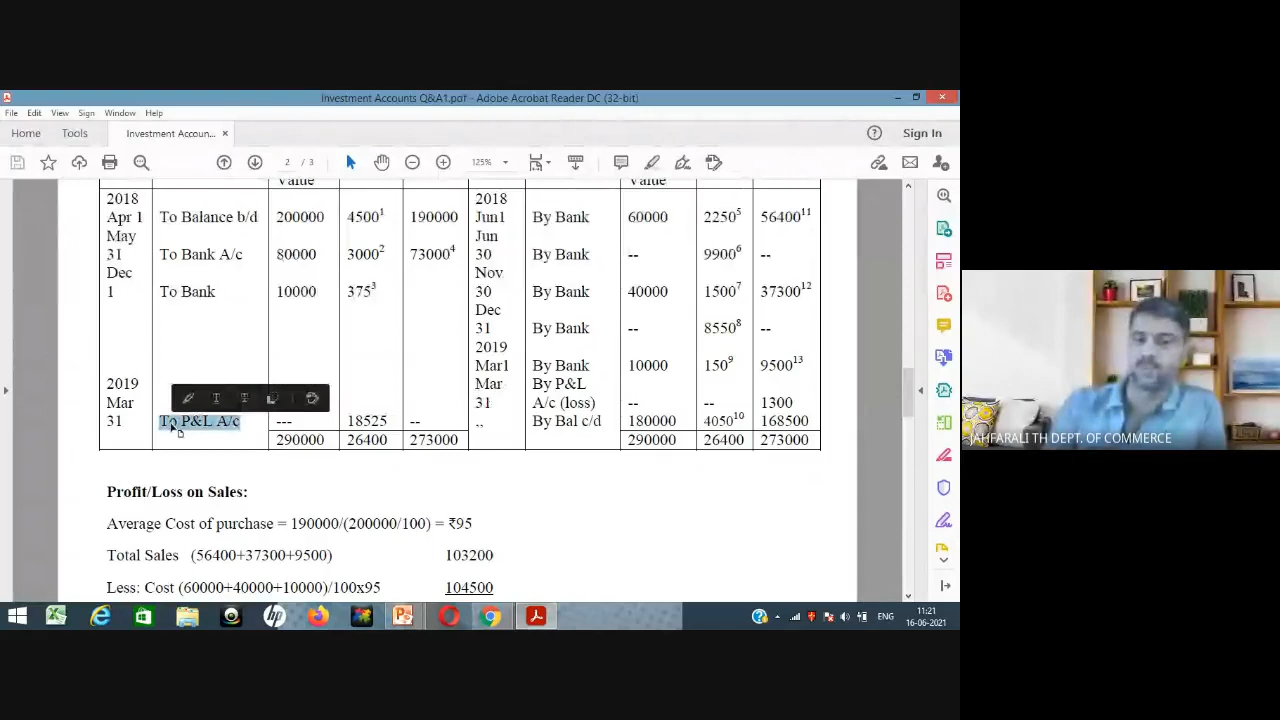 Investment Accounts Q&A1.pdf - Adobe Acrobat Reader DC (32-bit)
File Edit View Sign Window Help
Home Tools Investment Accoun... × Sign In
2 / 3 125%
Value Value
2018 2018
Apr 1 To Balance b/d 200000 4500¹ 190000 Jun1 By Bank 60000 2250⁵ 56400¹¹
May Jun
31 To Bank A/c 80000 3000² 73000⁴ 30 By Bank -- 9900⁶ --
Dec Nov
1 To Bank 10000 375³ 30 By Bank 40000 1500⁷ 37300¹²
Dec
31 By Bank -- 8550⁸ --
2019
Mar1 By Bank 10000 150⁹ 9500¹³
2019 Mar By P&L
Mar 31 A/c (loss) -- -- 1300
31 To P&L A/c --- 18525 -- ,, By Bal c/d 180000 4050¹⁰ 168500
290000 26400 273000 290000 26400 273000
Profit/Loss on Sales:
Average Cost of purchase = 190000/(200000/100) = ₹95
Total Sales (56400+37300+9500) 103200
Less: Cost (60000+40000+10000)/100x95 104500
JAHFARALI TH DEPT. OF COMMERCE
ENG
11:21
16-06-2021